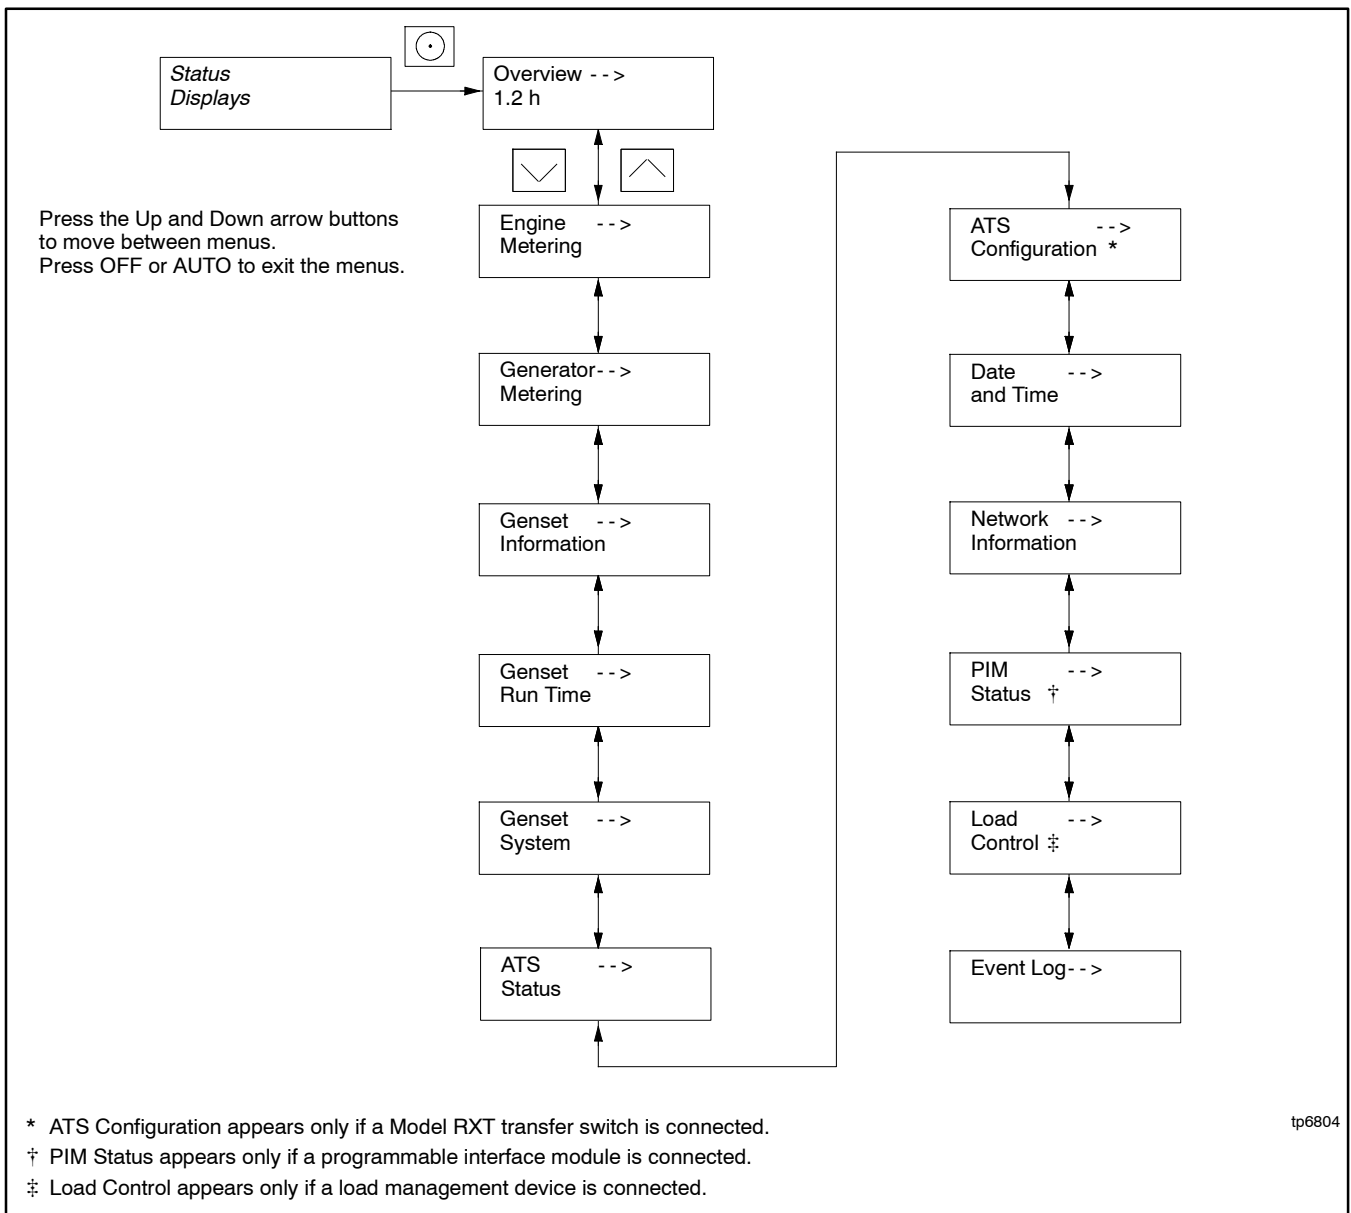 Status
Displays
Overview -->
1.2 h
Press the Up and Down arrow buttons
to move between menus.
Press OFF or AUTO to exit the menus.
Engine -->
Metering
Generator-->
Metering
Genset -->
Information
Genset -->
Run Time
Genset -->
System
ATS -->
Status
ATS -->
Configuration *
Date -->
and Time
Network -->
Information
PIM -->
Status †
Load -->
Control ‡
Event Log-->
* ATS Configuration appears only if a Model RXT transfer switch is connected.
† PIM Status appears only if a programmable interface module is connected.
‡ Load Control appears only if a load management device is connected.
tp6804